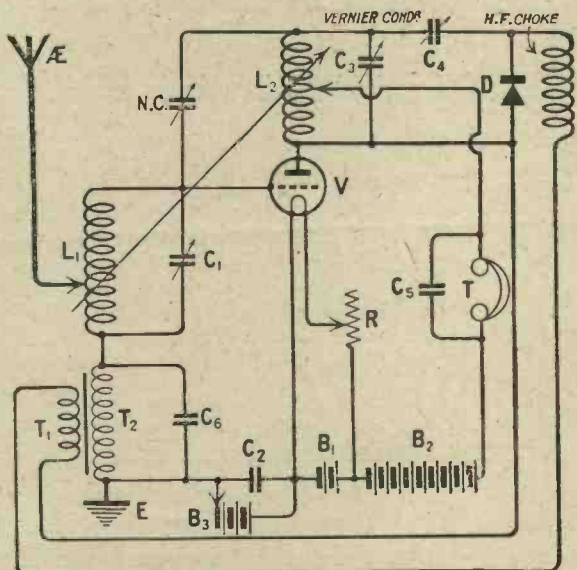 VERNIER CONDR
H.F. CHOKE
Æ
L2
C3
C4
D
N.C.
V
L1
C1
C5
T
R
T1
T2
C6
C2
B1
B2
E
B3